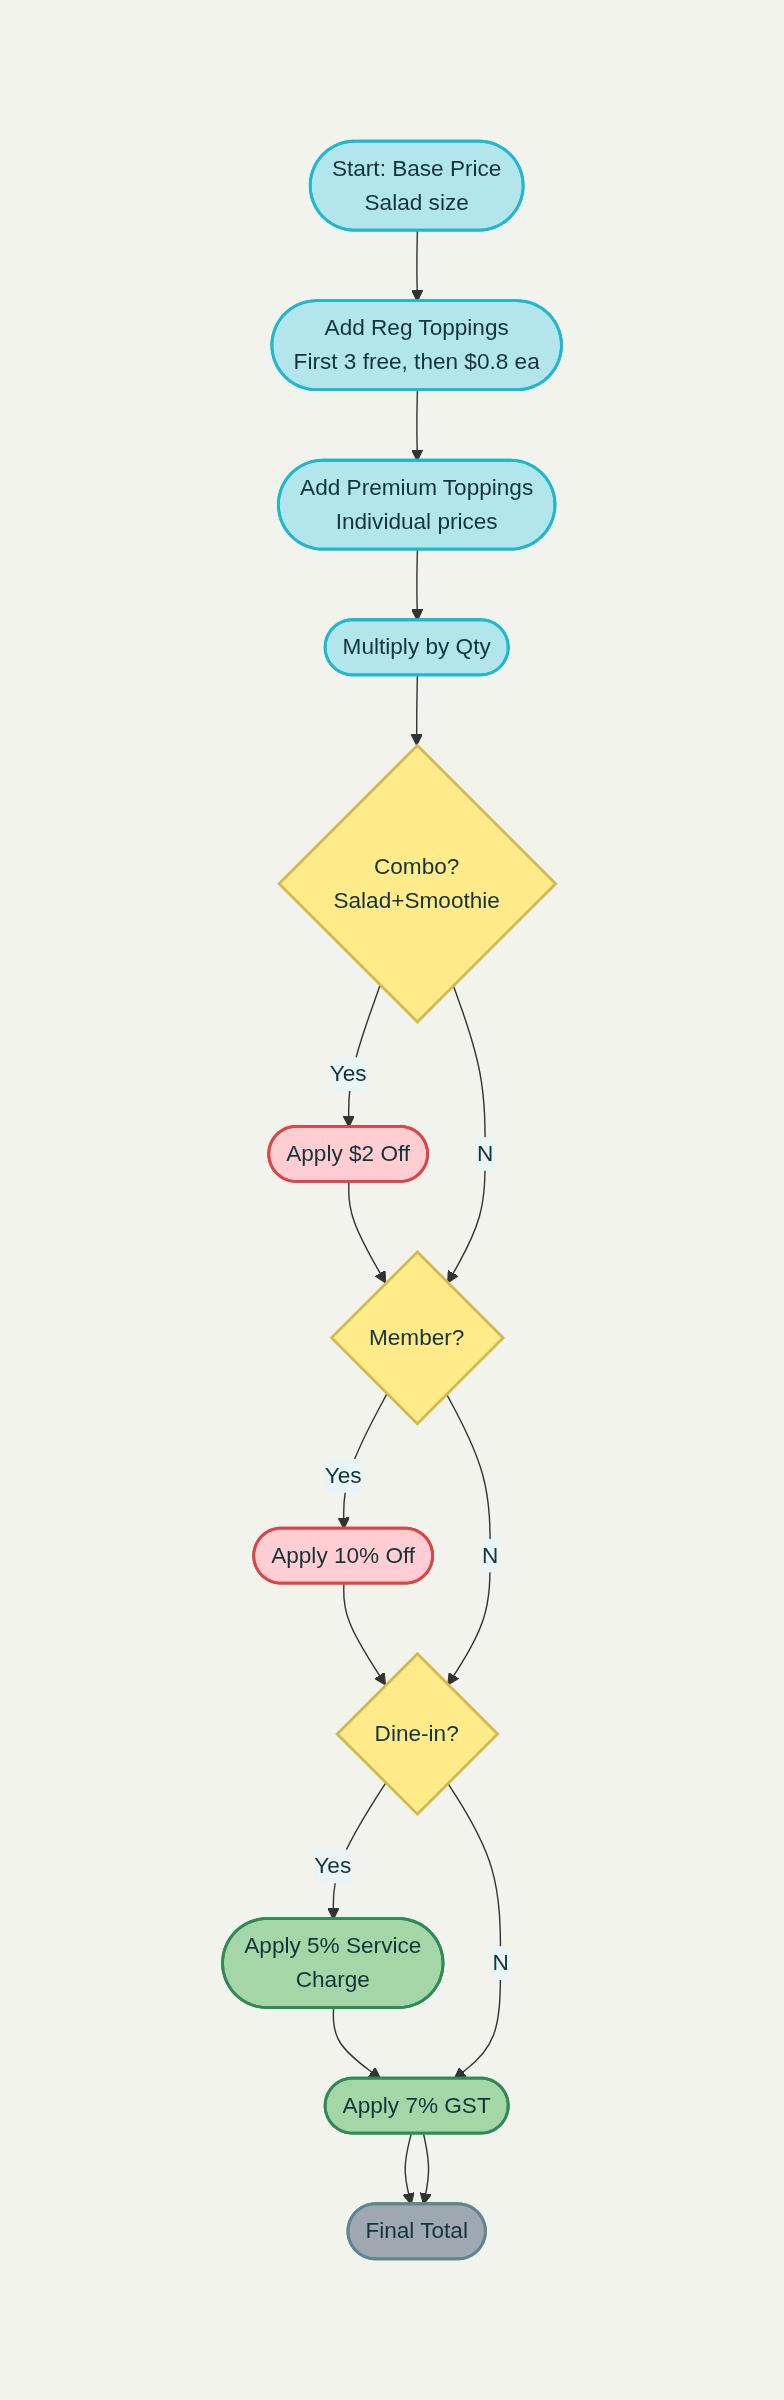 Start: Base Price
Salad size
Add Reg Toppings
First 3 free, then $0.8 ea
Add Premium Toppings
Individual prices
Multiply by Qty
Combo?
Salad+Smoothie
Yes
Apply $2 Off
N
Member?
Yes
Apply 10% Off
N
Dine-in?
Yes
Apply 5% Service
Charge
N
Apply 7% GST
Final Total